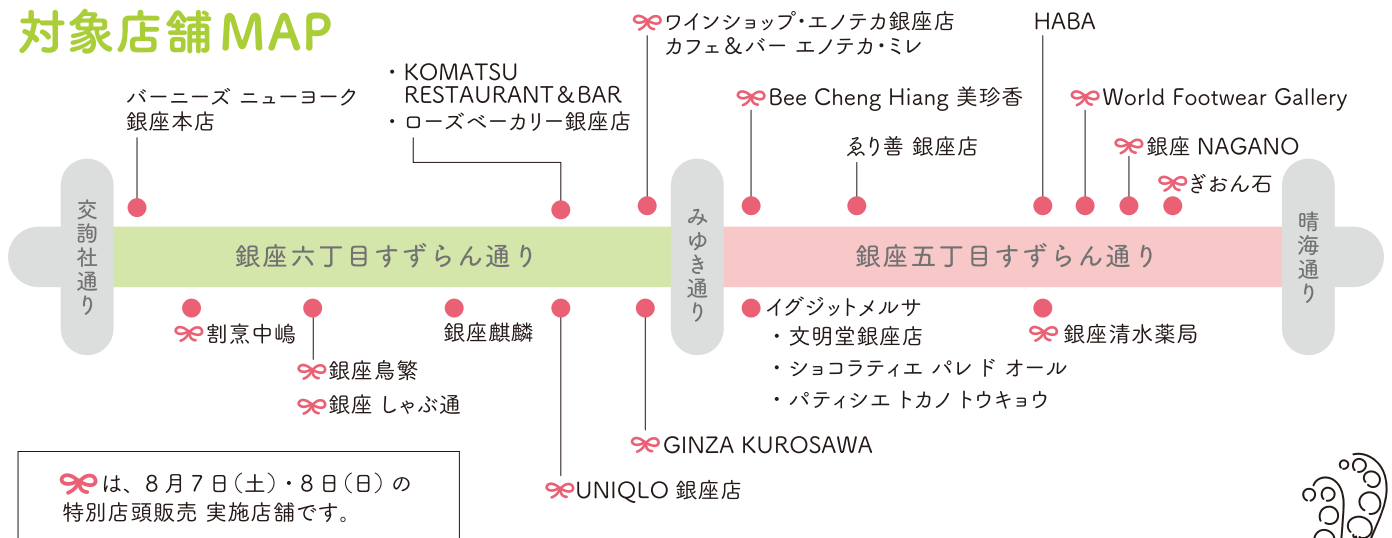 対象店舗MAP
バーニーズ ニューヨーク
銀座本店
・KOMATSU
RESTAURANT＆BAR
・ローズベーカリー銀座店
ワインショップ・エノテカ銀座店
カフェ＆バー エノテカ・ミレ
Bee Cheng Hiang 美珍香
ゑり善 銀座店
HABA
World Footwear Gallery
銀座 NAGANO
ぎおん石
交詢社通り
銀座六丁目すずらん通り
みゆき通り
銀座五丁目すずらん通り
晴海通り
割烹中嶋
銀座鳥繁
銀座 しゃぶ通
銀座麒麟
UNIQLO 銀座店
GINZA KUROSAWA
イグジットメルサ
・文明堂銀座店
・ショコラティエ パレ ド オール
・パティシエ トカノ トウキョウ
銀座清水薬局
は、8月7日（土）・8日（日）の
特別店頭販売 実施店舗です。